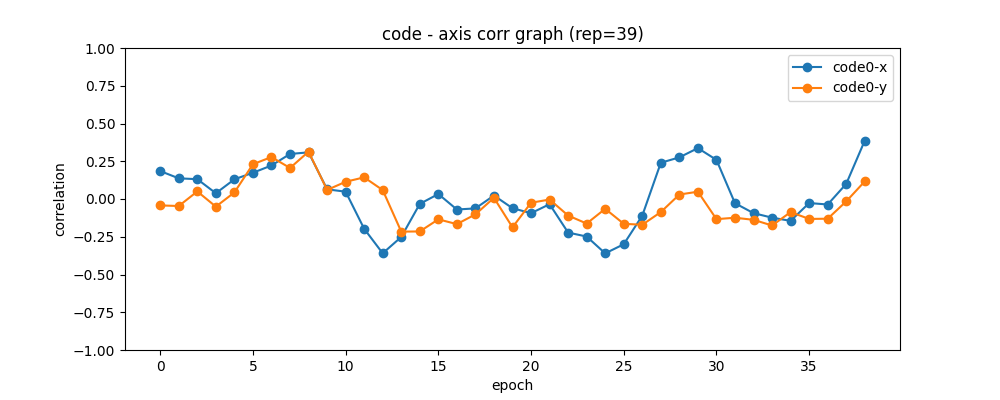 code - axis corr graph (rep=39)
1.00
0.75
0.50
0.25
0.00
−0.25
−0.50
−0.75
−1.00
correlation
code0-x
code0-y
0 5 10 15 20 25 30 35
epoch